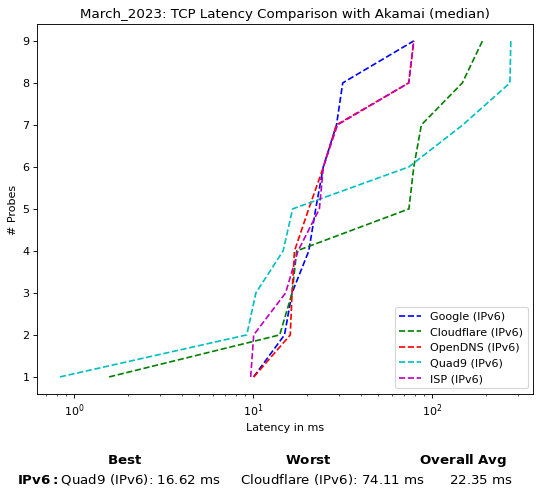 March_2023: TCP Latency Comparison with Akamai (median)
# Probes
9
8
7
6
5
4
3
2
1
Google (IPv6)
Cloudflare (IPv6)
OpenDNS (IPv6)
Quad9 (IPv6)
ISP (IPv6)
10⁰ 10¹ 10²
Latency in ms
Best Worst Overall Avg
IPv6: Quad9 (IPv6): 16.62 ms Cloudflare (IPv6): 74.11 ms 22.35 ms